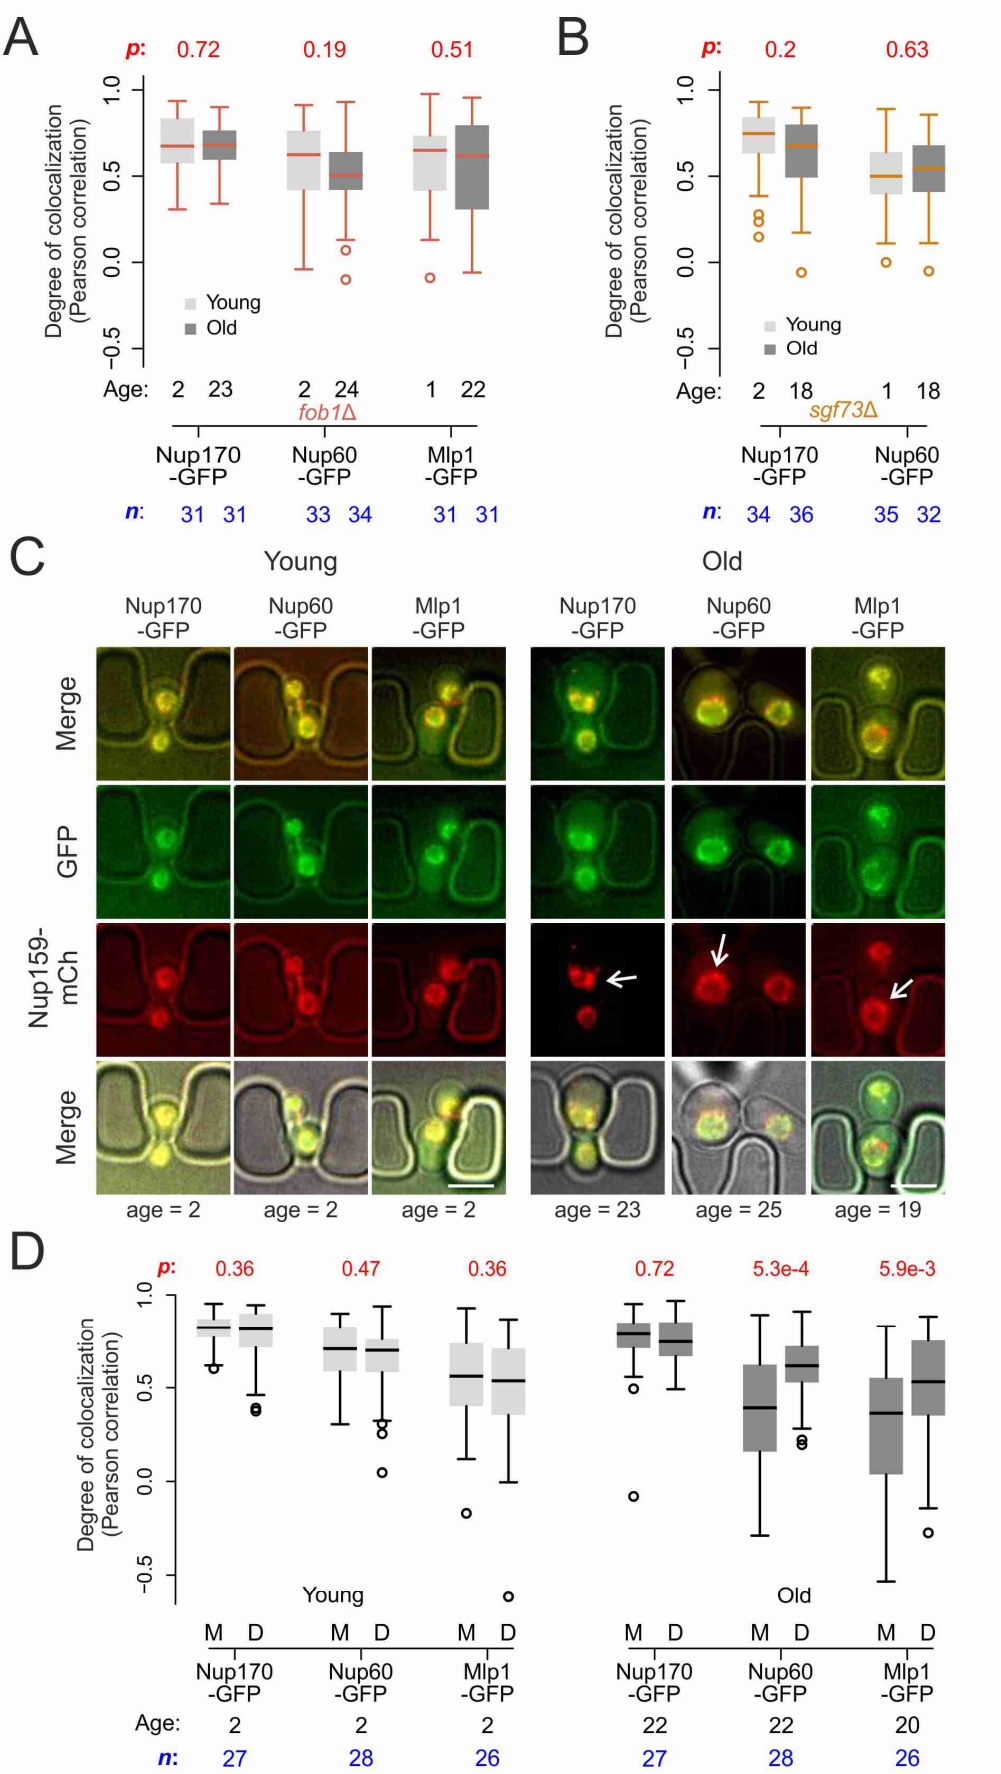 A
p: 0.72 0.19 0.51
Degree of colocalization
(Pearson correlation)
1.0
0.5
0.0
−0.5
Young
Old
Age: 2 23 2 24 1 22
fob1Δ
Nup170 Nup60 Mlp1
-GFP -GFP -GFP
n: 31 31 33 34 31 31
B
p: 0.2 0.63
Degree of colocalization
(Pearson correlation)
1.0
0.5
0.0
−0.5
Young
Old
Age: 2 18 1 18
sgf73Δ
Nup170 Nup60
-GFP -GFP
n: 34 36 35 32
C
Young Old
Nup170 Nup60 Mlp1 Nup170 Nup60 Mlp1
-GFP -GFP -GFP -GFP -GFP -GFP
Merge
GFP
Nup159-
mCh
Merge
age = 2 age = 2 age = 2 age = 23 age = 25 age = 19
D
p: 0.36 0.47 0.36 0.72 5.3e-4 5.9e-3
Degree of colocalization
(Pearson correlation)
1.0
0.5
0.0
−0.5
Young Old
M D M D M D M D M D M D
Nup170 Nup60 Mlp1 Nup170 Nup60 Mlp1
-GFP -GFP -GFP -GFP -GFP -GFP
Age: 2 2 2 22 22 20
n: 27 28 26 27 28 26